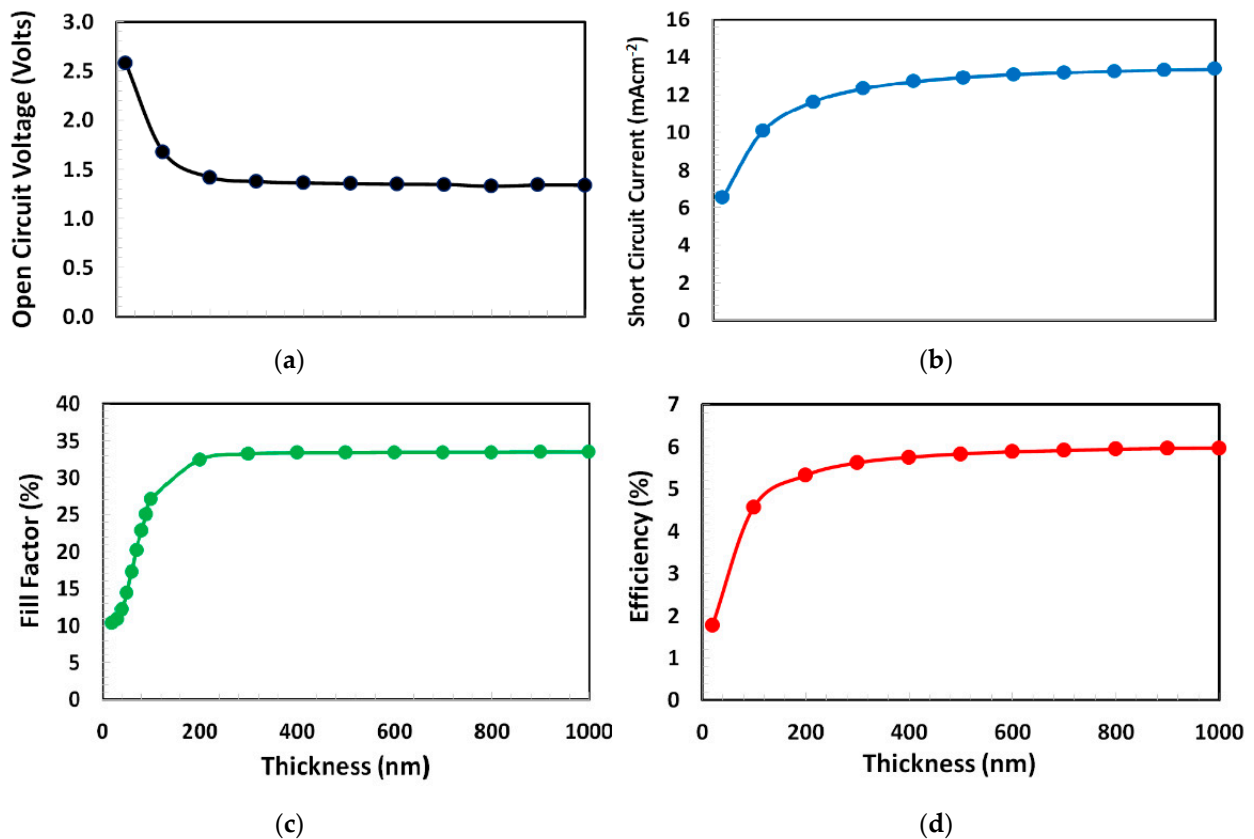 Open Circuit Voltage (Volts)
3.0
2.5
2.0
1.5
1.0
0.5
0.0
(a)
Short Circuit Current (mAcm-2)
16
14
12
10
8
6
4
2
0
(b)
Fill Factor (%)
40
35
30
25
20
15
10
5
0
0 200 400 600 800 1000
Thickness (nm)
(c)
Efficiency (%)
7
6
5
4
3
2
1
0
0 200 400 600 800 1000
Thickness (nm)
(d)